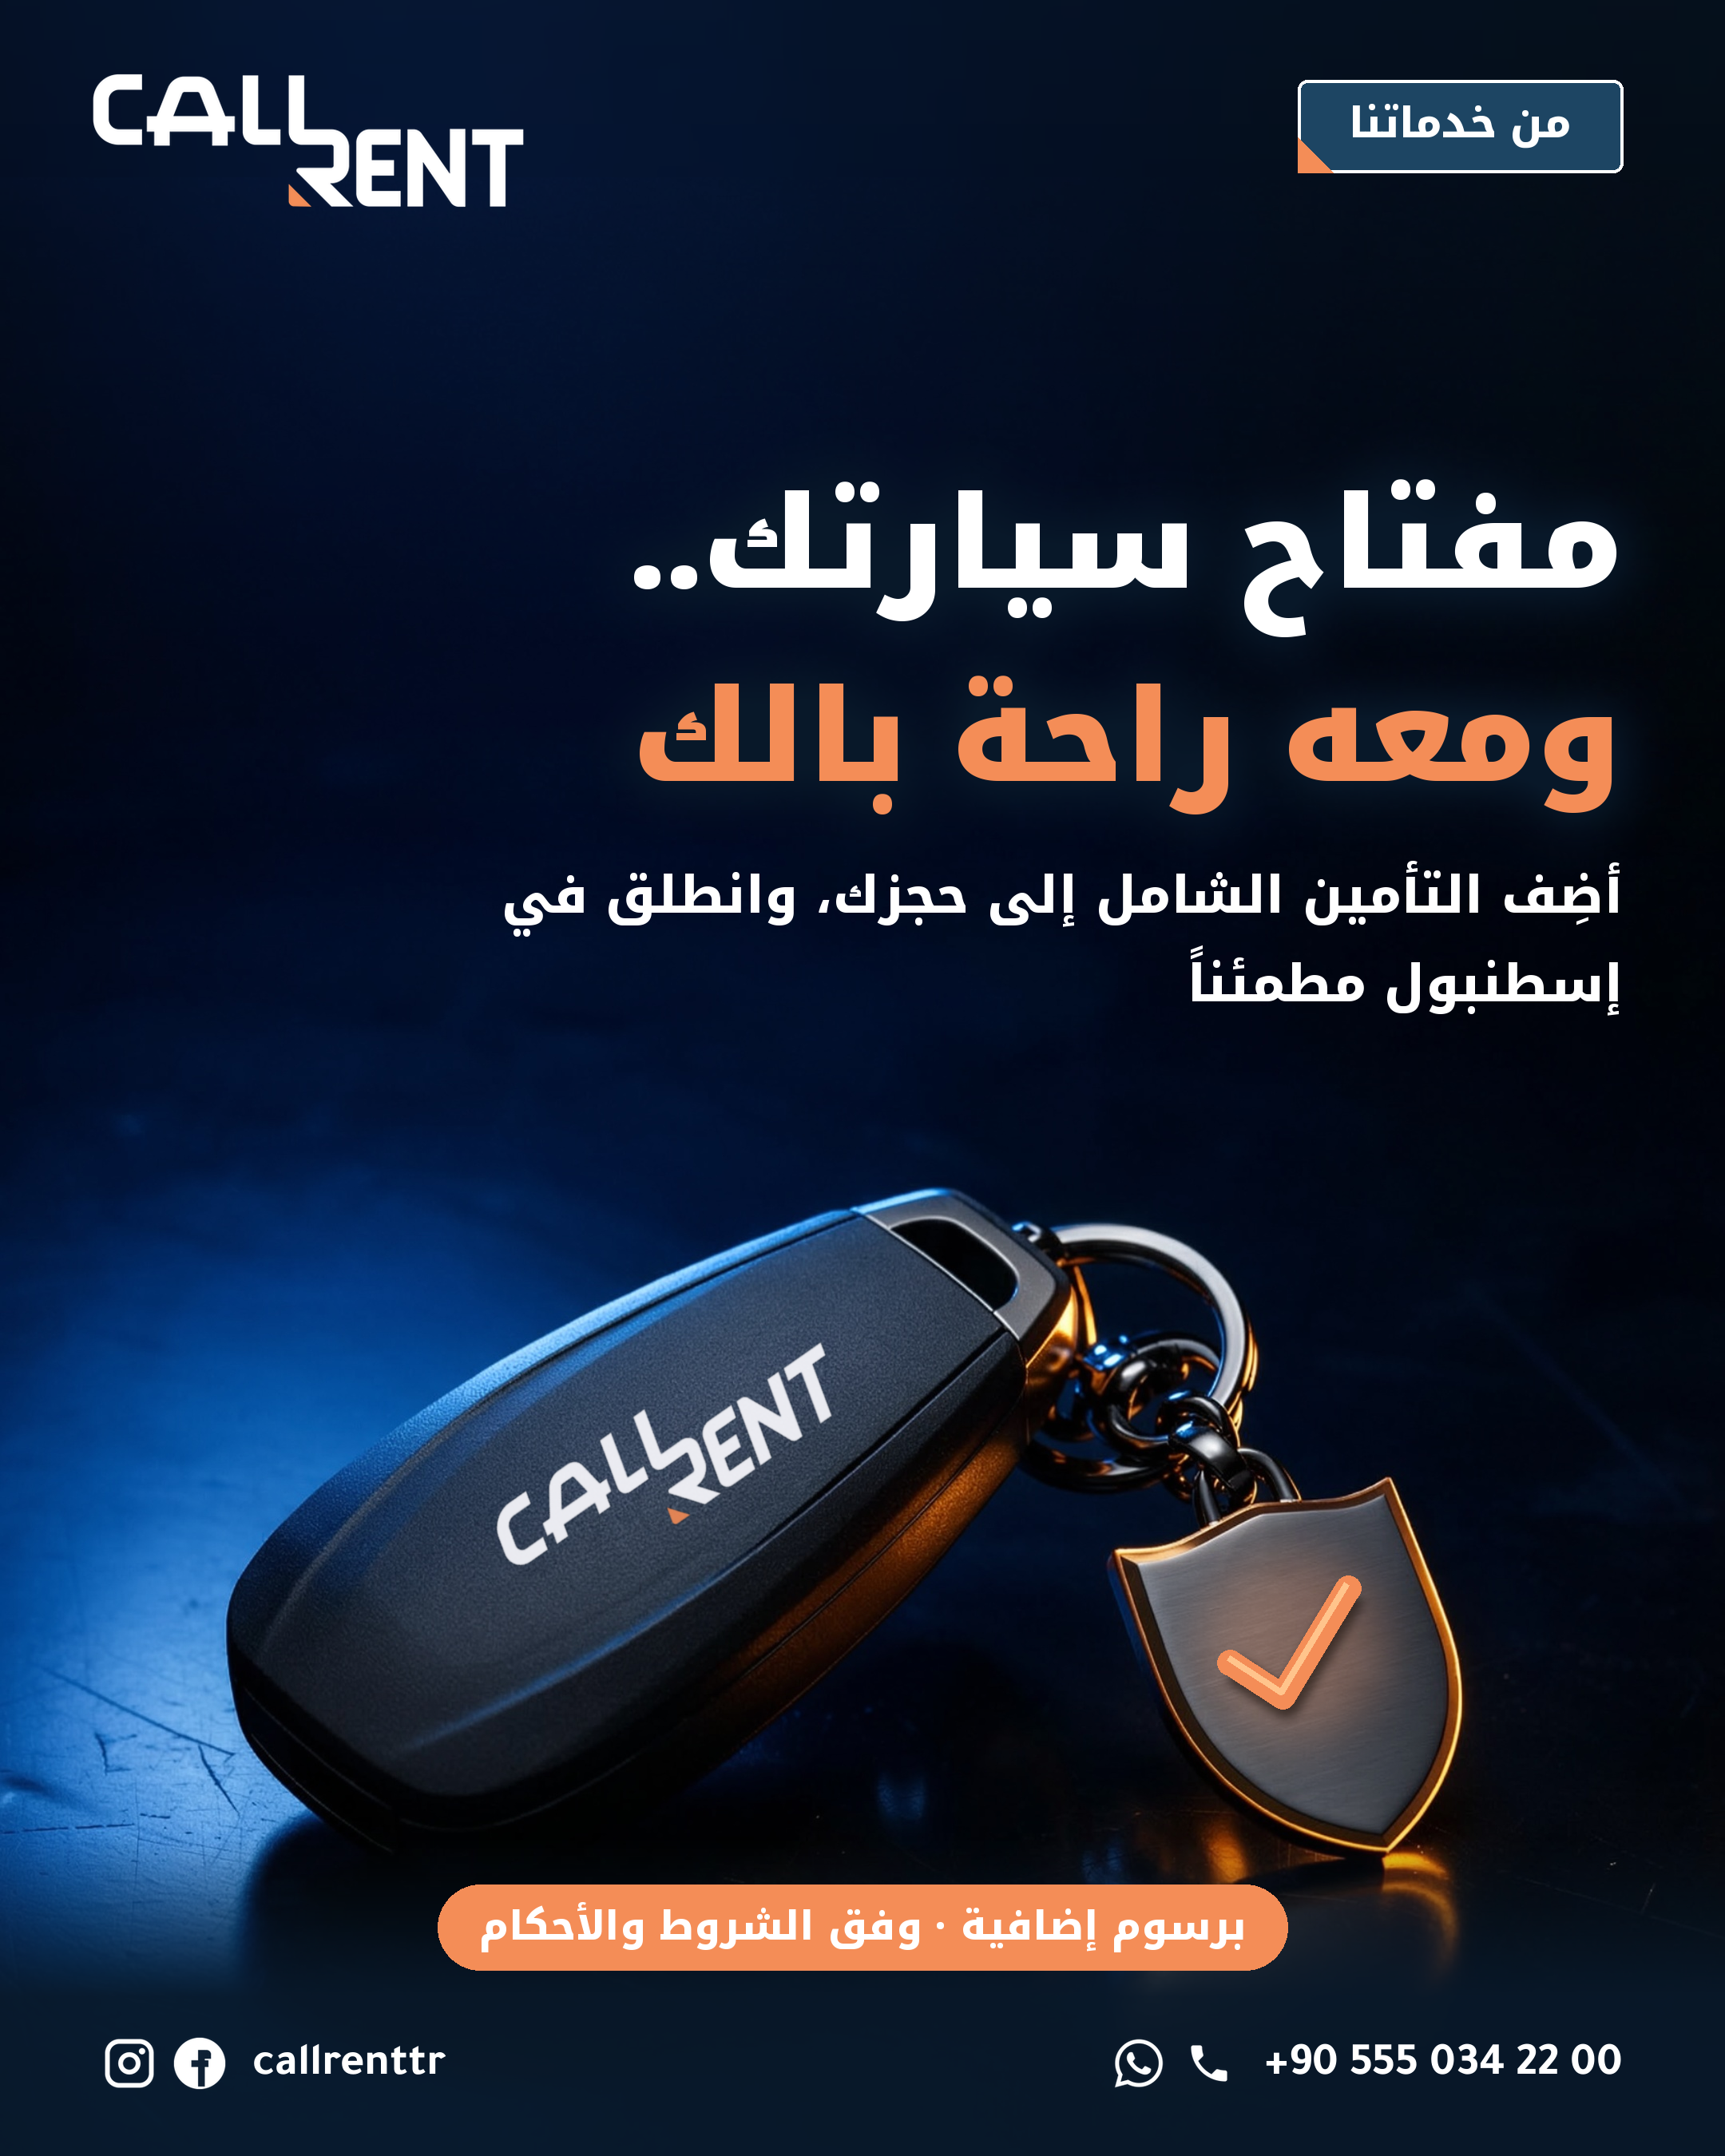 CALL RENT
من خدماتنا
مفتاح سيارتك..
ومعه راحة بالك
أضِف التأمين الشامل إلى حجزك، وانطلق في
إسطنبول مطمئناً
CALL RENT
برسوم إضافية · وفق الشروط والأحكام
callrenttr
+90 555 034 22 00